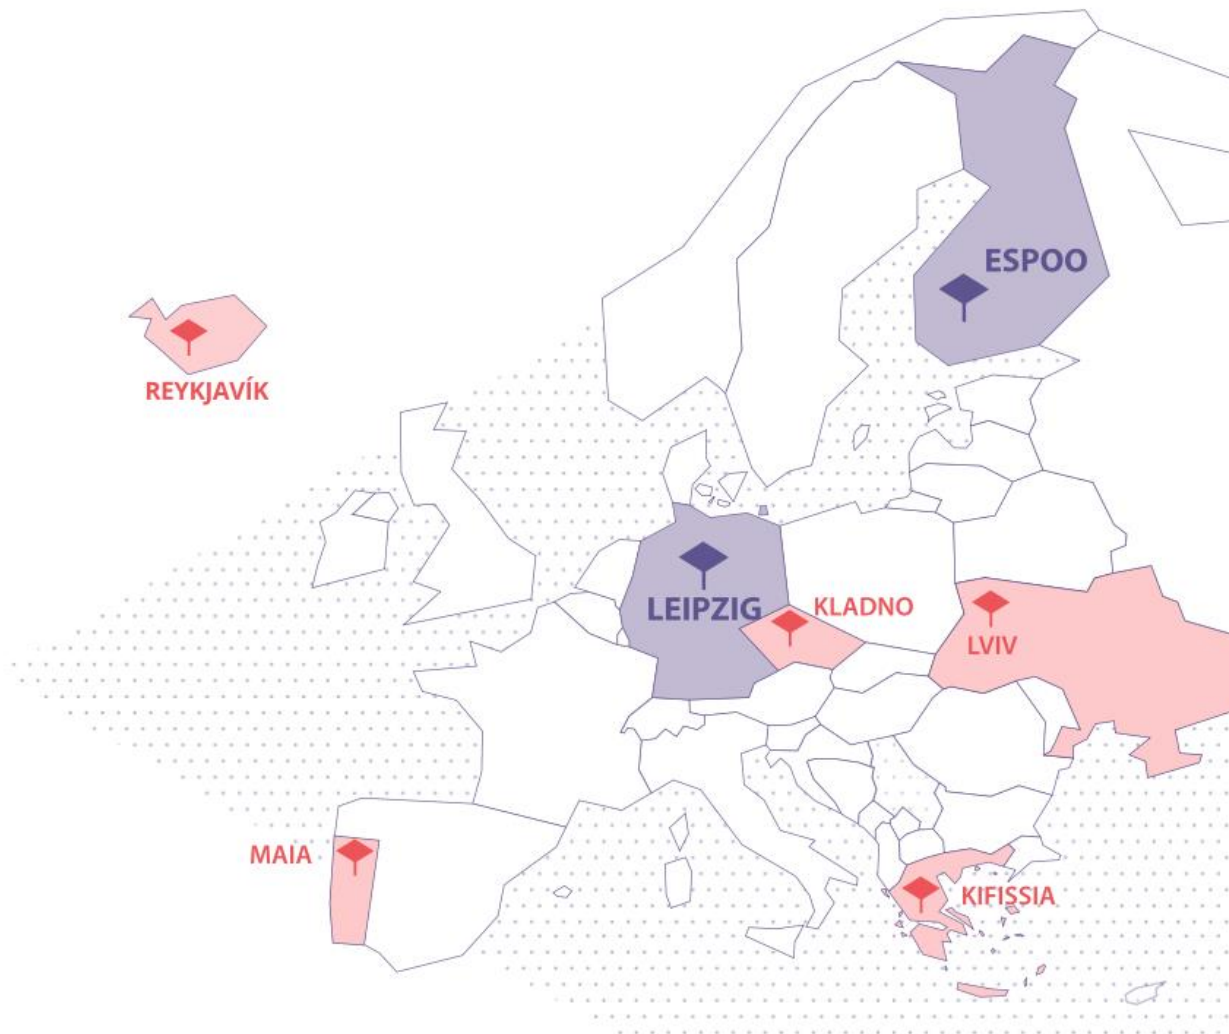 ESPOO
REYKJAVÍK
LEIPZIG
KLADNO
LVIV
MAIA
KIFISSIA